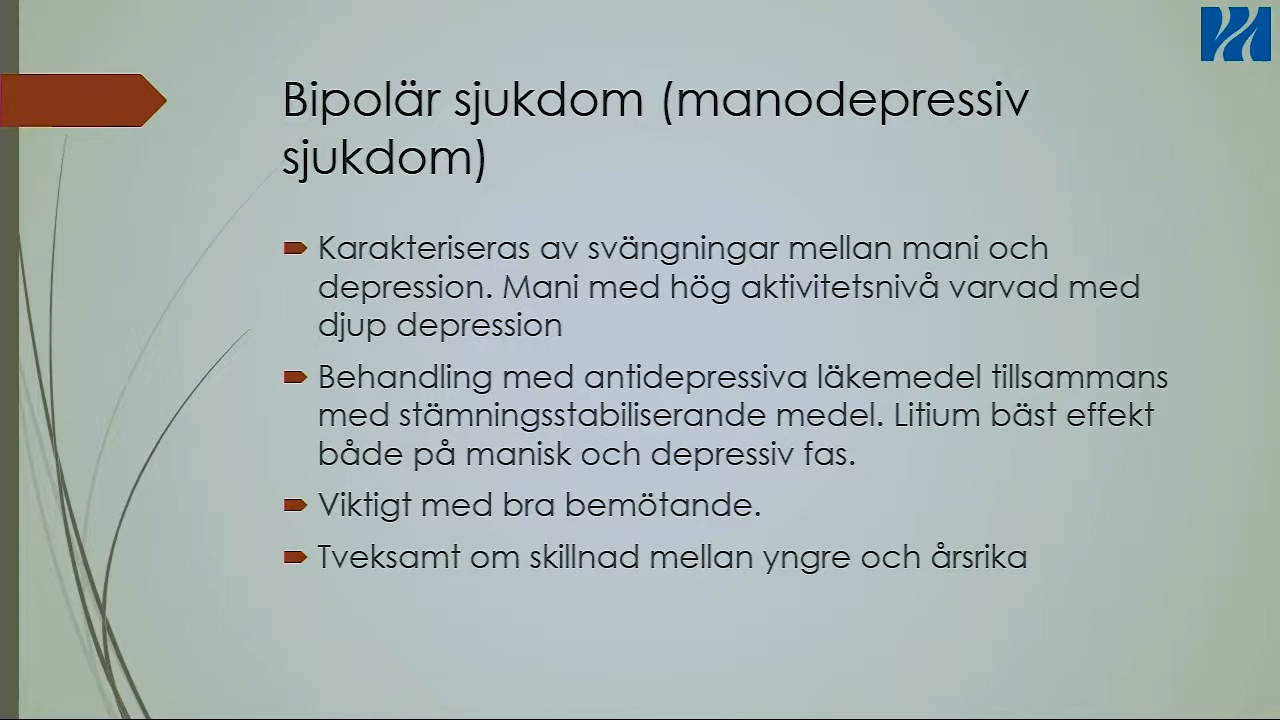 Bipolär sjukdom (manodepressiv
sjukdom)
Karakteriseras av svängningar mellan mani och
depression. Mani med hög aktivitetsnivå varvad med
djup depression
Behandling med antidepressiva läkemedel tillsammans
med stämningsstabiliserande medel. Litium bäst effekt
både på manisk och depressiv fas.
Viktigt med bra bemötande.
Tveksamt om skillnad mellan yngre och årsrika